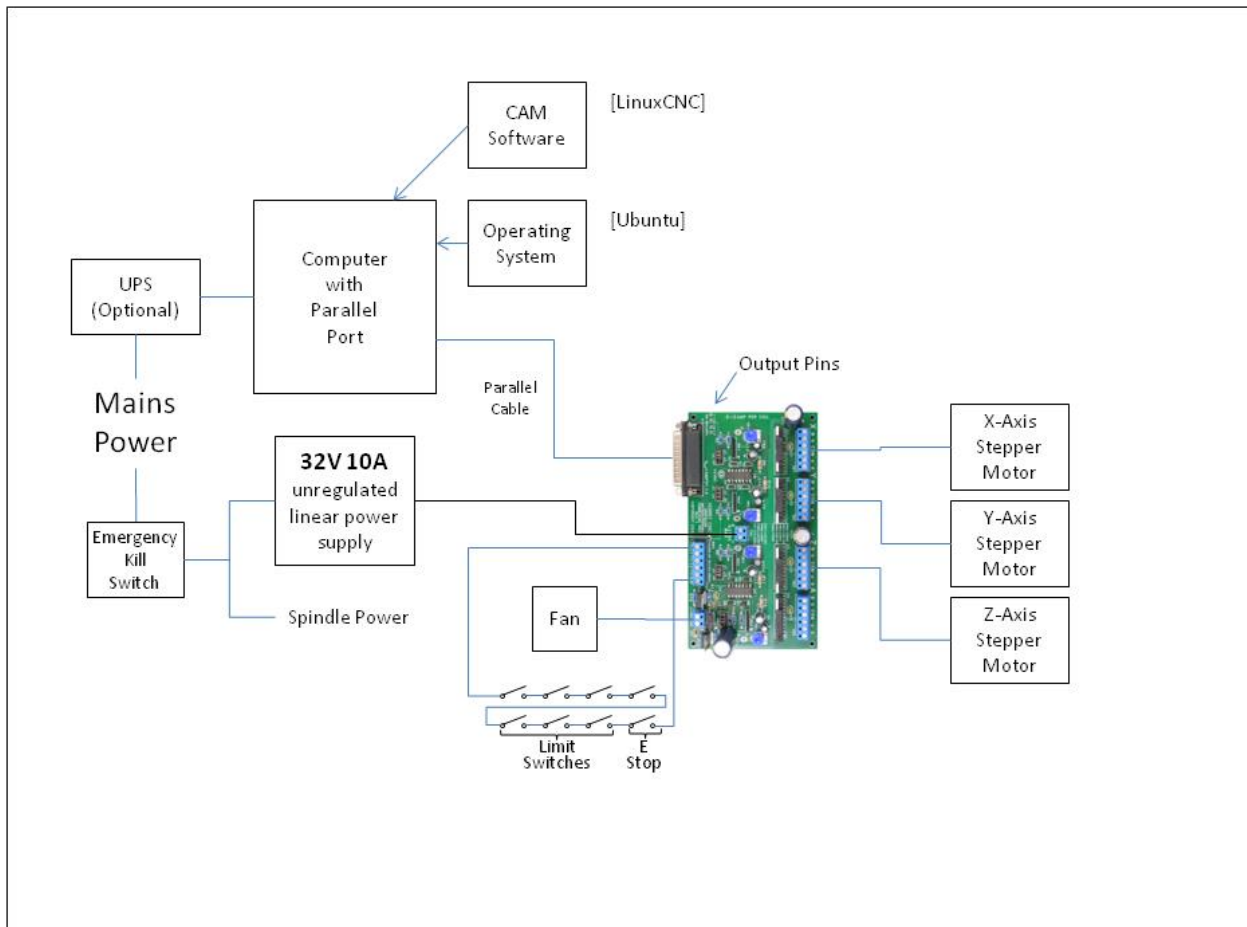 CAM
Software
[LinuxCNC]
Operating
System
[Ubuntu]
Computer
with
Parallel
Port
UPS
(Optional)
Mains
Power
Parallel
Cable
Output Pins
32V 10A
unregulated
linear power
supply
Emergency
Kill
Switch
Spindle Power
Fan
X-Axis
Stepper
Motor
Y-Axis
Stepper
Motor
Z-Axis
Stepper
Motor
Limit
Switches
E
Stop